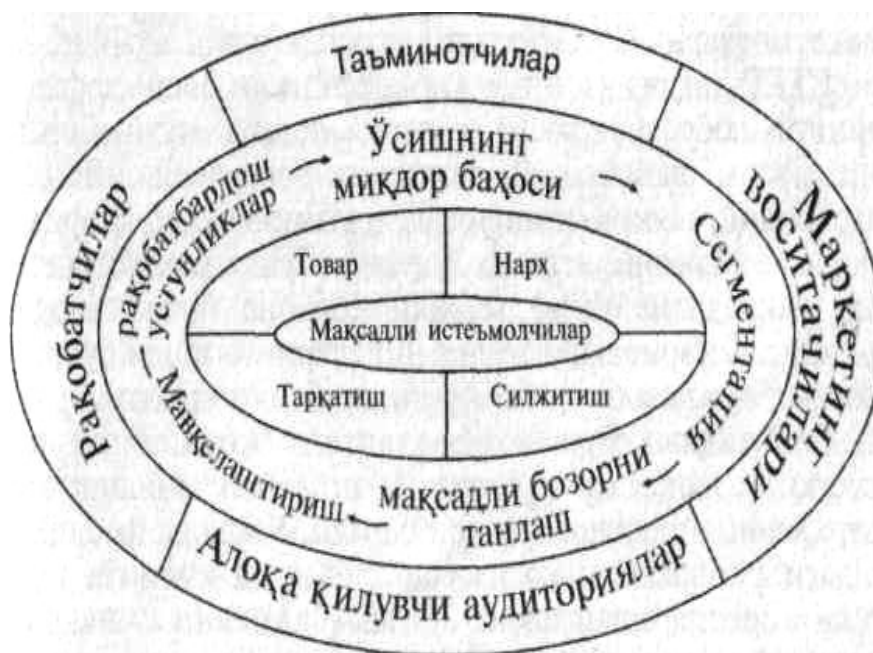 Таъминотчилар
Ўсишнинг
миқдор баҳоси
рақобатбардош
устунликлар
Рақобатчилар
Сегментация
Маркетинг
воситачилари
Товар
Нарх
Мақсадли истеъмолчилар
Тарқатиш
Силжитиш
Мавкелаштириш
мақсадли бозорни
танлаш
Алоқа қилувчи аудиториялар